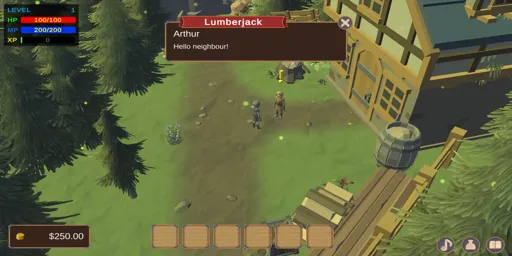 LEVEL 1
HP 100/100
MP 200/200
XP 0
Lumberjack
Arthur
Hello neighbour!
$250.00